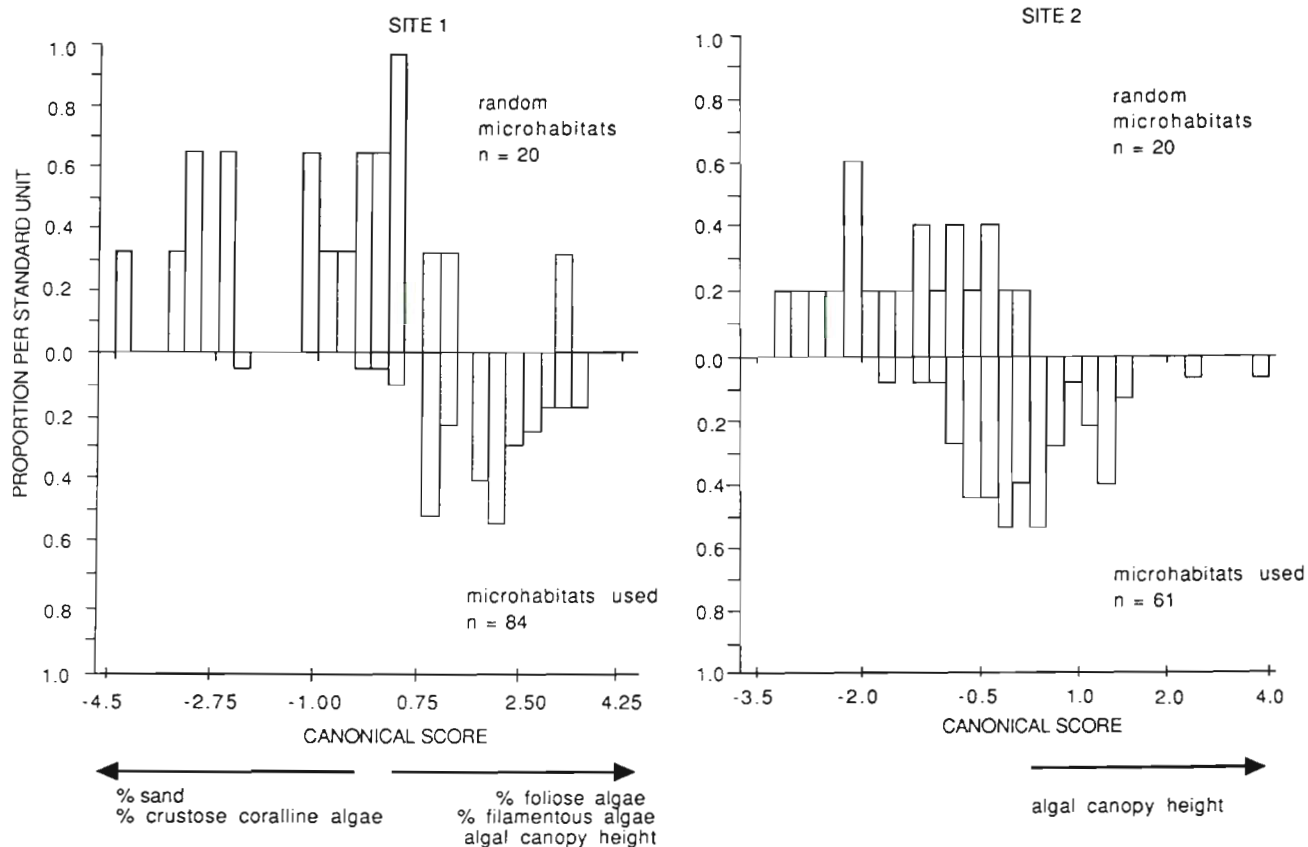 SITE 1
1.0
0.8
0.6
0.4
0.2
0.0
0.2
0.4
0.6
0.8
1.0
PROPORTION PER STANDARD UNIT
random
microhabitats
n = 20
microhabitats used
n = 84
-4.5 -2.75 -1.00 0.75 2.50 4.25
CANONICAL SCORE
% sand
% crustose coralline algae
% foliose algae
% filamentous algae
algal canopy height
SITE 2
1.0
0.8
0.6
0.4
0.2
0.0
0.2
0.4
0.6
0.8
1.0
random
microhabitats
n = 20
microhabitats used
n = 61
-3.5 -2.0 -0.5 1.0 2.0 4.0
CANONICAL SCORE
algal canopy height